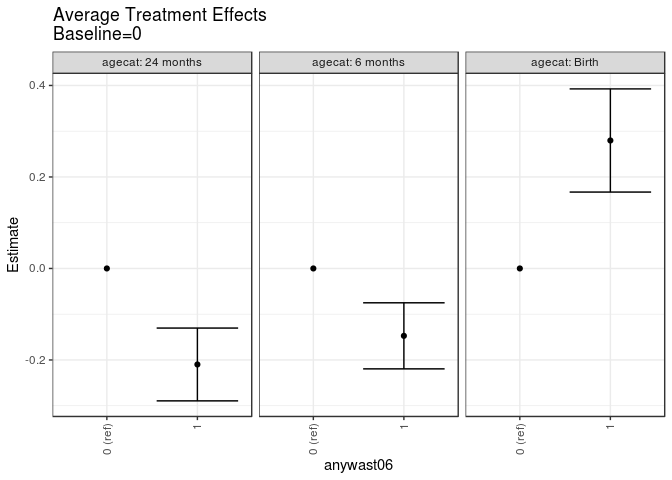 Average Treatment Effects
Baseline=0
agecat: 24 months
agecat: 6 months
agecat: Birth
Estimate
0.4
0.2
0.0
-0.2
0 (ref)
1
0 (ref)
1
0 (ref)
1
anywast06